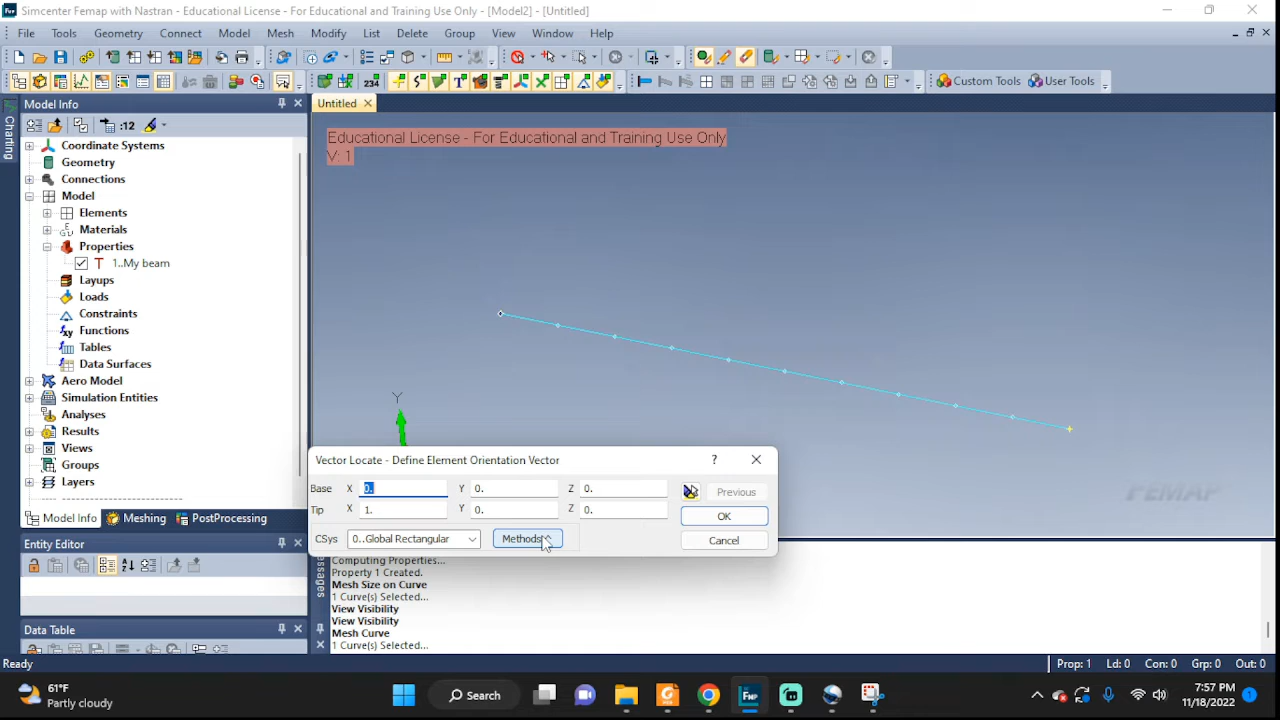 Simcenter Femap with Nastran - Educational License - For Educational and Training Use Only - [Model2] - [Untitled]
File Tools Geometry Connect Model Mesh Modify List Delete Group View Window Help
234
Custom Tools User Tools
Charting
Model Info
Untitled
:12
Educational License - For Educational and Training Use Only
V: 1
Coordinate Systems
Geometry
Connections
Model
Elements
Materials
Properties
1..My beam
Layups
Loads
Constraints
Functions
Tables
Data Surfaces
Aero Model
Simulation Entities
Analyses
Results
Views
Groups
Layers
Model Info Meshing PostProcessing
Entity Editor
Data Table
Y
FEMAP
Vector Locate - Define Element Orientation Vector
Base X 0. Y 0. Z 0. Previous
Tip X 1. Y 0. Z 0. OK
CSys 0..Global Rectangular Methods Cancel
Computing Properties...
Property 1 Created.
Mesh Size on Curve
1 Curve(s) Selected...
View Visibility
View Visibility
Mesh Curve
1 Curve(s) Selected...
Ready Prop: 1 Ld: 0 Con: 0 Grp: 0 Out: 0
61°F
Partly cloudy
Search
7:57 PM
11/18/2022
1